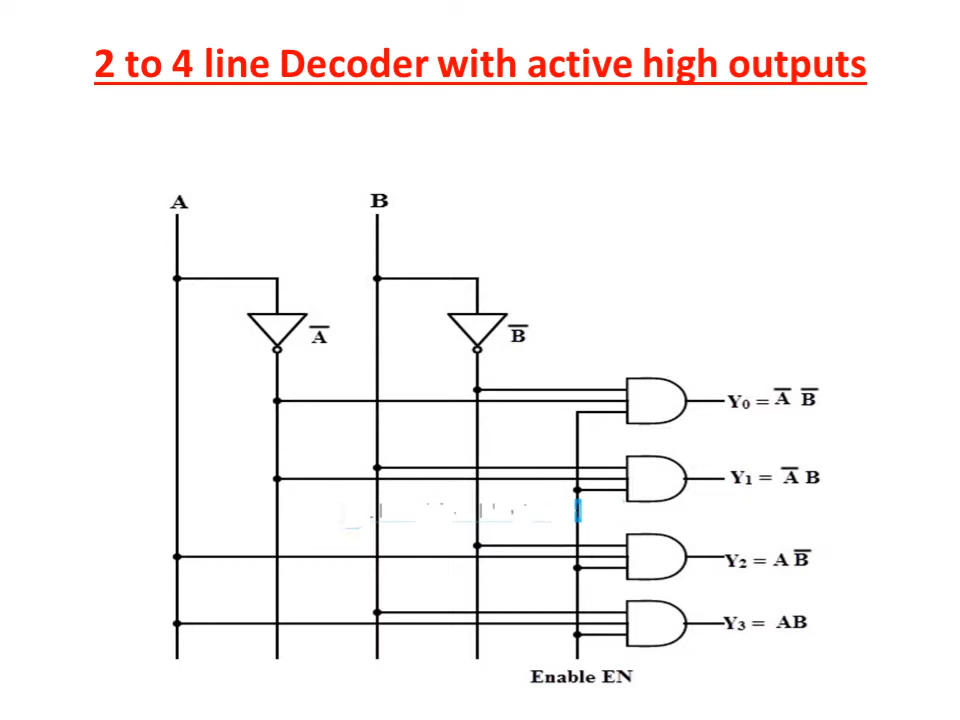 2 to 4 line Decoder with active high outputs
A
B
A̅
B̅
Y₀ = A̅ B̅
Y₁ = A̅ B
Y₂ = A B̅
Y₃ = AB
Enable EN